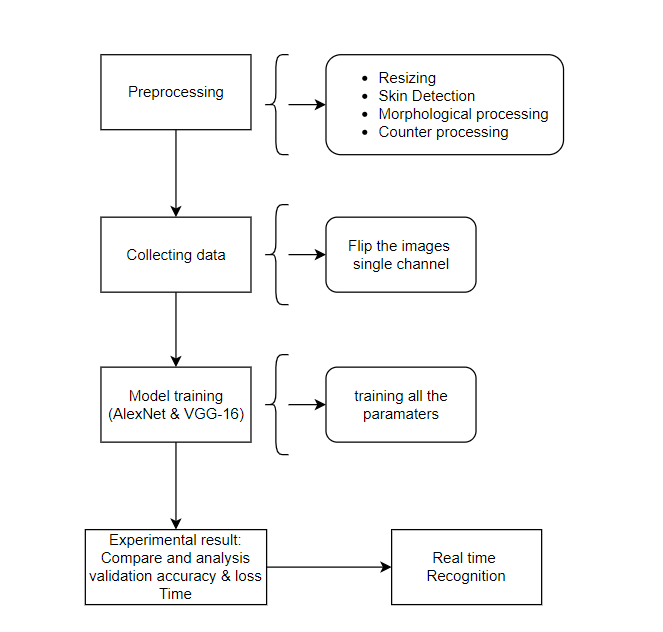 Preprocessing
• Resizing
• Skin Detection
• Morphological processing
• Counter processing
Collecting data
Flip the images
single channel
Model training
(AlexNet & VGG-16)
training all the
paramaters
Experimental result:
Compare and analysis
validation accuracy & loss
Time
Real time
Recognition